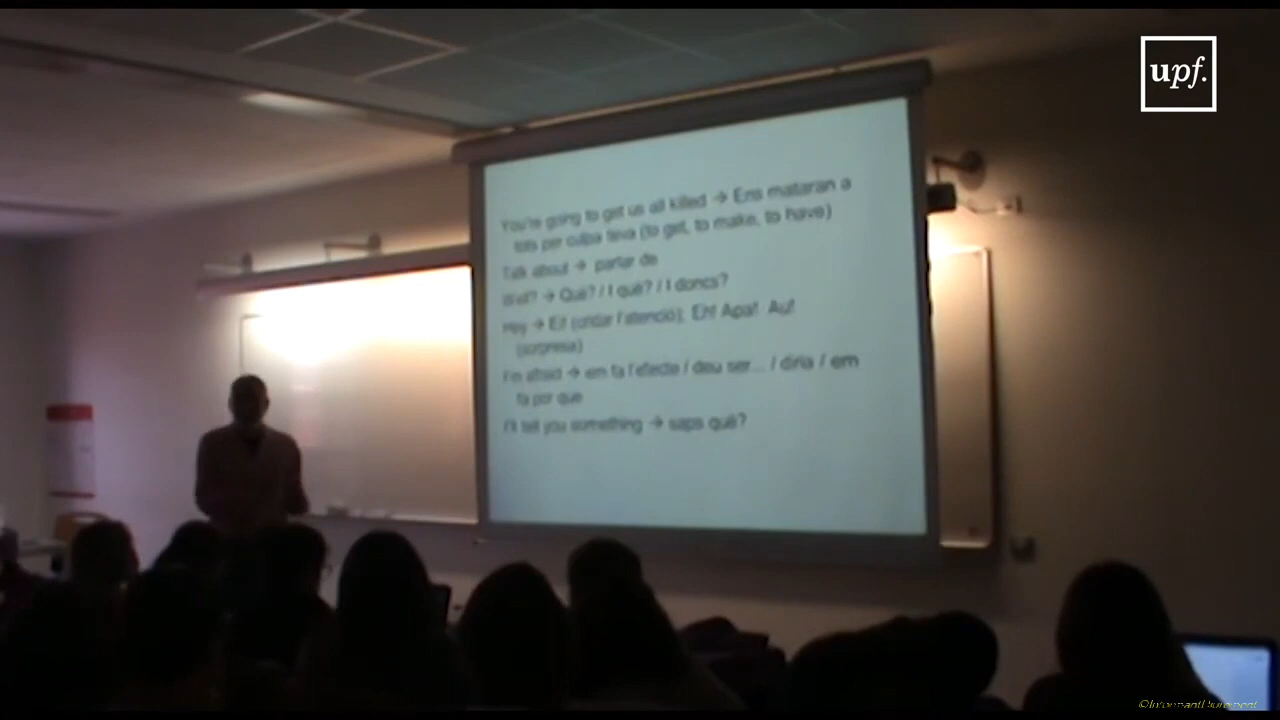 upf.
You're going to get us all killed → Ens mataran a
tots per culpa teva (to get, to make, to have)
Talk about → parlar de
→ Què? / I què? / I doncs?
Hey → Ei! (cridar l'atenció); Eh! Apa! Au!
(sorpresa)
I'm afraid → em fa l'efecte / deu ser... / diria / em
fa por que
I'll tell you something → saps què?